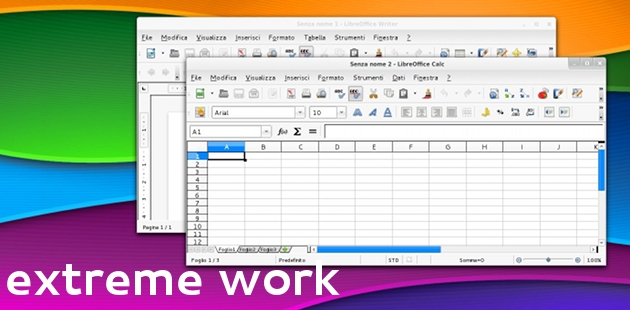 Senza nome 1 - LibreOffice Writer
File Modifica Visualizza Inserisci Formato Tabella Strumenti Finestra ?
Senza nome 2 - LibreOffice Calc
File Modifica Visualizza Inserisci Formato Strumenti Dati Finestra ?
Arial 10
A1
A B C D E F G H I J K
1
2
3
4
5
6
7
8
9
10
11
12
Foglio1 Foglio2 Foglio3
Pagina 1 / 1
Foglio 1 / 3 Predefinito STD Somma=0 100%
extreme work